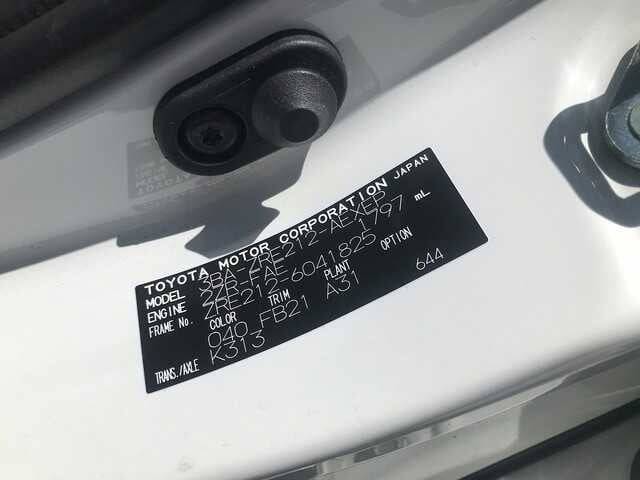 TOYOTA MOTOR CORPORATION JAPAN
MODEL 3BA-ZRE212-AEXEP
ENGINE 2ZR-FAE 1797 mL
FRAME No. ZRE212-6041825
COLOR TRIM PLANT OPTION
040 FB21 A31 644
TRANS./AXLE K313